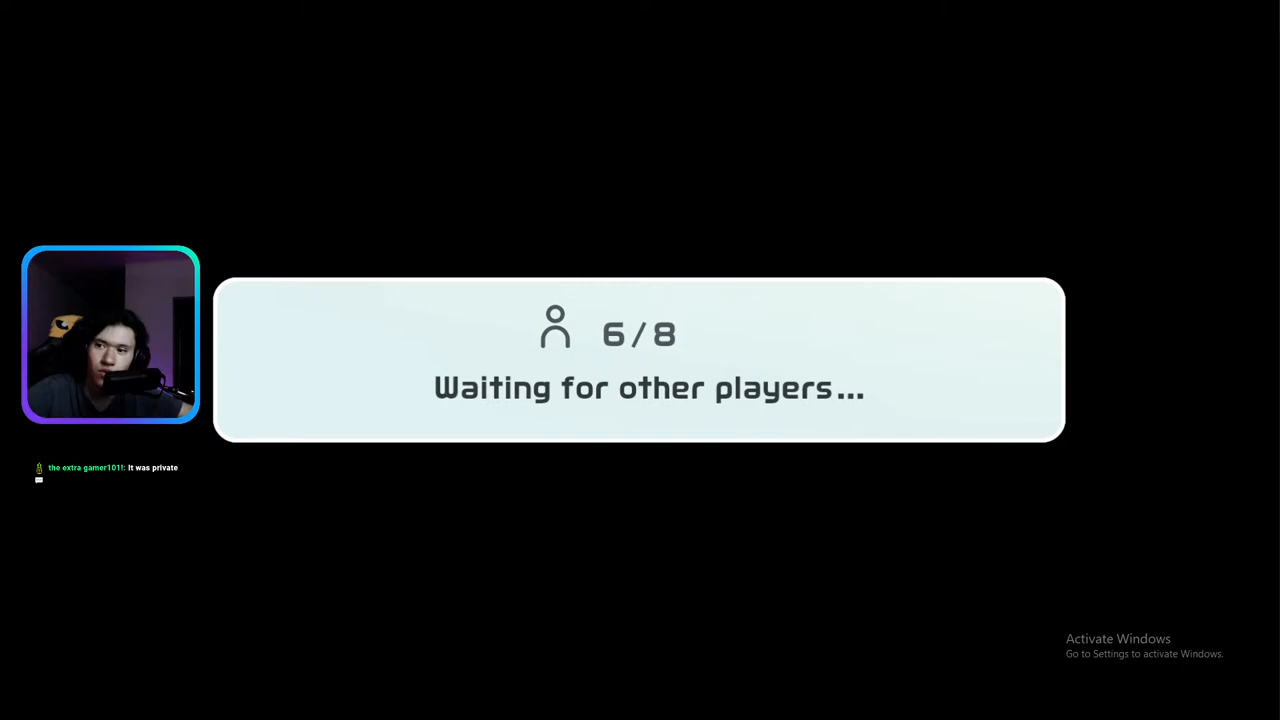 6/8
Waiting for other players...
the extra gamer101!: It was private
Activate Windows
Go to Settings to activate Windows.